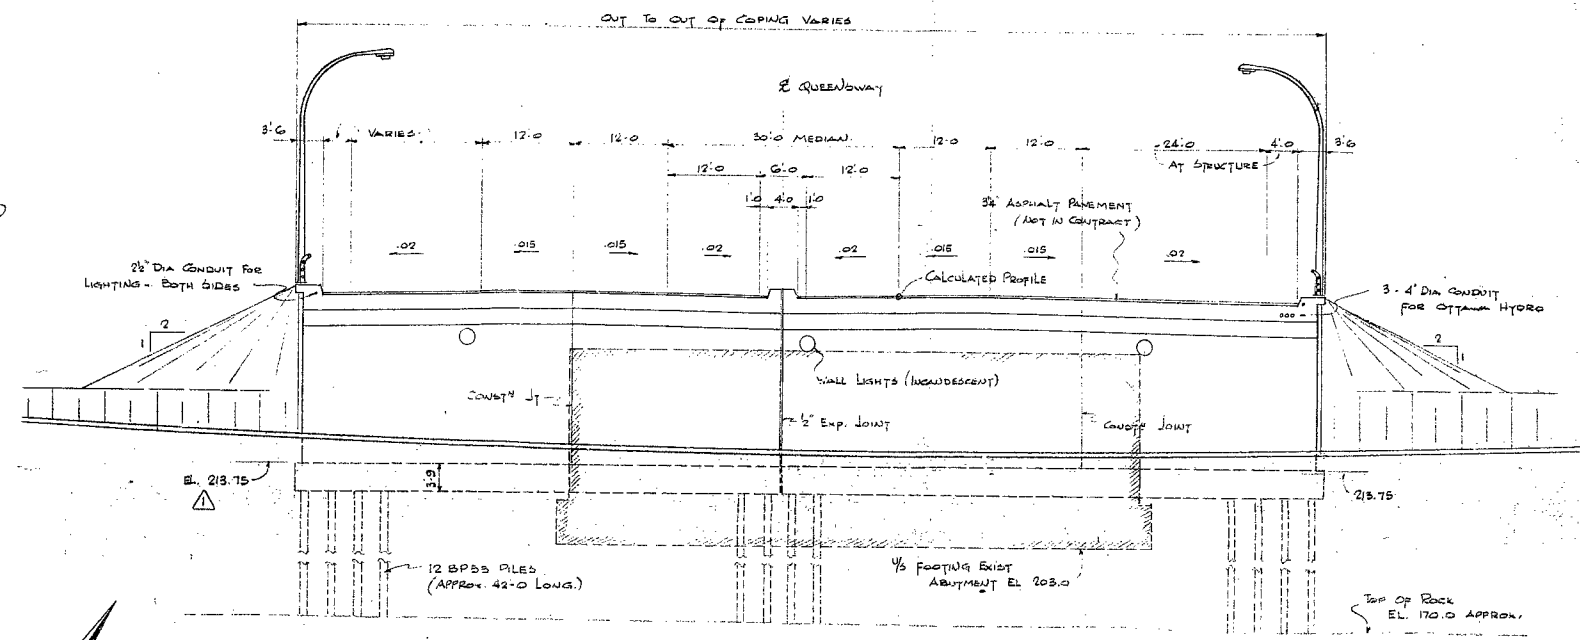 OUT TO OUT OF COPING VARIES
℄ QUEENSWAY
3'-6
VARIES
12'-0
12'-0
30'-0 MEDIAN
12'-0
12'-0
24'-0
4'-0
3'-6
AT STRUCTURE
12'-0
6'-0
12'-0
1'-0
4'-0
1'-0
3¼" ASPHALT PAVEMENT
(NOT IN CONTRACT)
.02
.015
.015
.02
.02
.015
.015
.02
2½" DIA CONDUIT FOR
LIGHTING - BOTH SIDES
CALCULATED PROFILE
3 - 4" DIA. CONDUIT
FOR OTTAWA HYDRO
2
1
2
1
WALL LIGHTS (INCANDESCENT)
CONSTN JT
½" EXP. JOINT
CONSTN JOINT
EL. 213.75
1
3'-9
213.75
12 BP53 PILES
(APPROX. 42'-0 LONG.)
U/S FOOTING EXIST
ABUTMENT EL 203.0
TOP OF ROCK
EL. 170.0 APPROX.